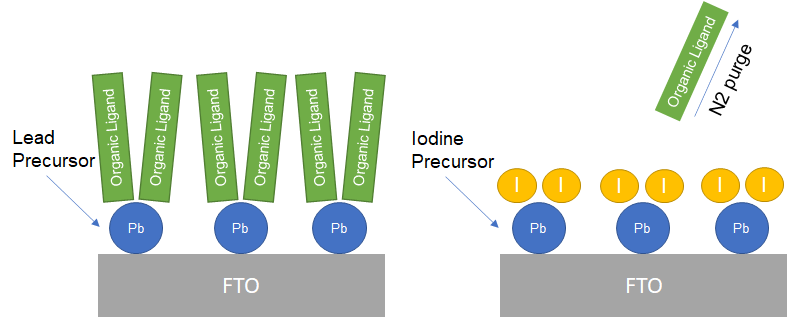 Organic Ligand
Organic Ligand
Organic Ligand
Organic Ligand
Organic Ligand
Organic Ligand
Lead
Precursor
Pb
Pb
Pb
FTO
Organic Ligand
N2 purge
Iodine
Precursor
I
I
I
I
I
I
Pb
Pb
Pb
FTO